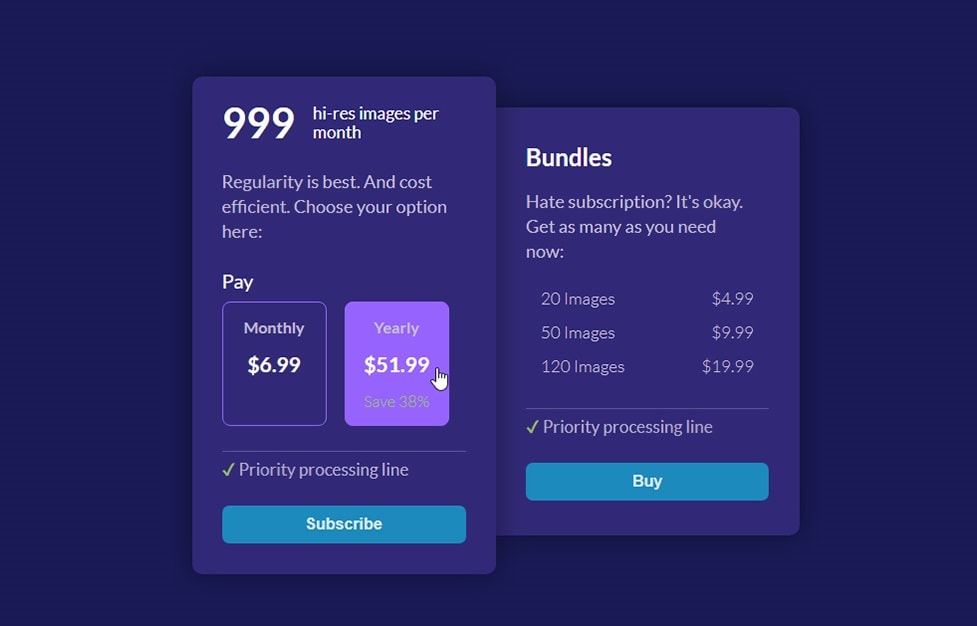 999
hi-res images per
month
Regularity is best. And cost
efficient. Choose your option
here:
Pay
Monthly
$6.99
Yearly
$51.99
Save 38%
✓ Priority processing line
Subscribe
Bundles
Hate subscription? It's okay.
Get as many as you need
now:
20 Images $4.99
50 Images $9.99
120 Images $19.99
✓ Priority processing line
Buy